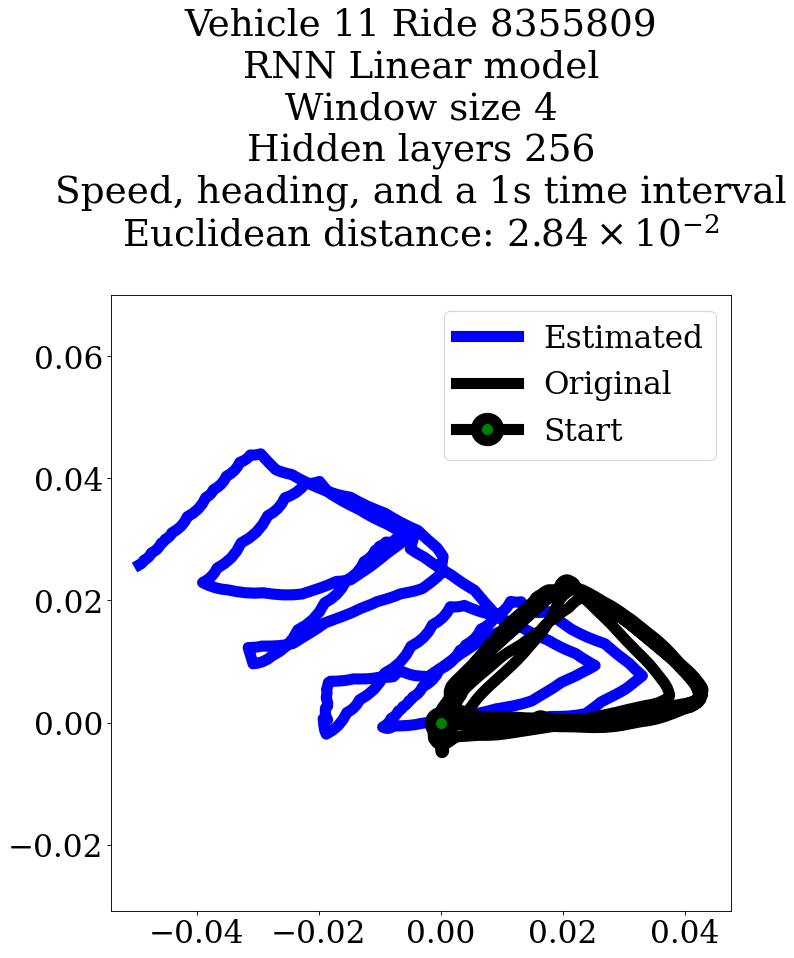 Vehicle 11 Ride 8355809
RNN Linear model
Window size 4
Hidden layers 256
Speed, heading, and a 1s time interval
Euclidean distance: 2.84 × 10⁻²
Estimated
Original
Start
0.06
0.04
0.02
0.00
−0.02
−0.04 −0.02 0.00 0.02 0.04